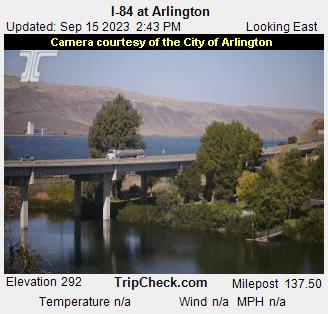 I-84 at Arlington
Updated: Sep 15 2023 2:43 PM Looking East
Camera courtesy of the City of Arlington
Elevation 292 TripCheck.com Milepost 137.50
Temperature n/a Wind n/a MPH n/a